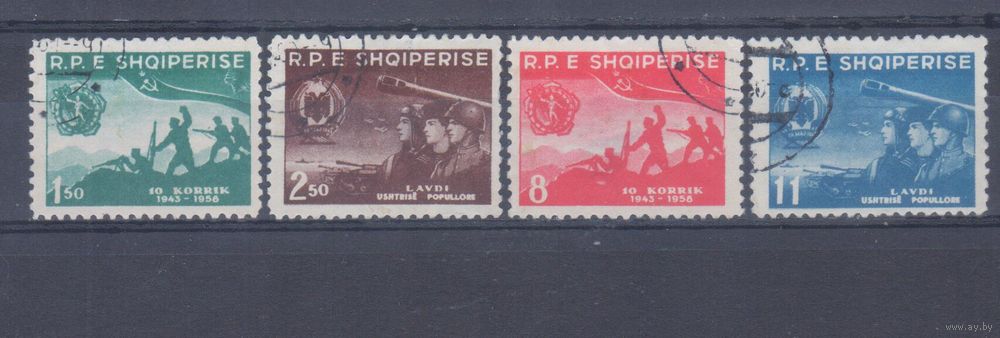 R.P.E SHQIPERISE
1 50
10 KORRIK
1943 - 1958
R.P.E SHQIPERISE
2 50
LAVDI
USHTRISË POPULLORE
R.P.E SHQIPERISE
8
10 KORRIK
1943 - 1958
R.P.E SHQIPERISE
11
LAVDI
USHTRISË POPULLORE
www.ay.by